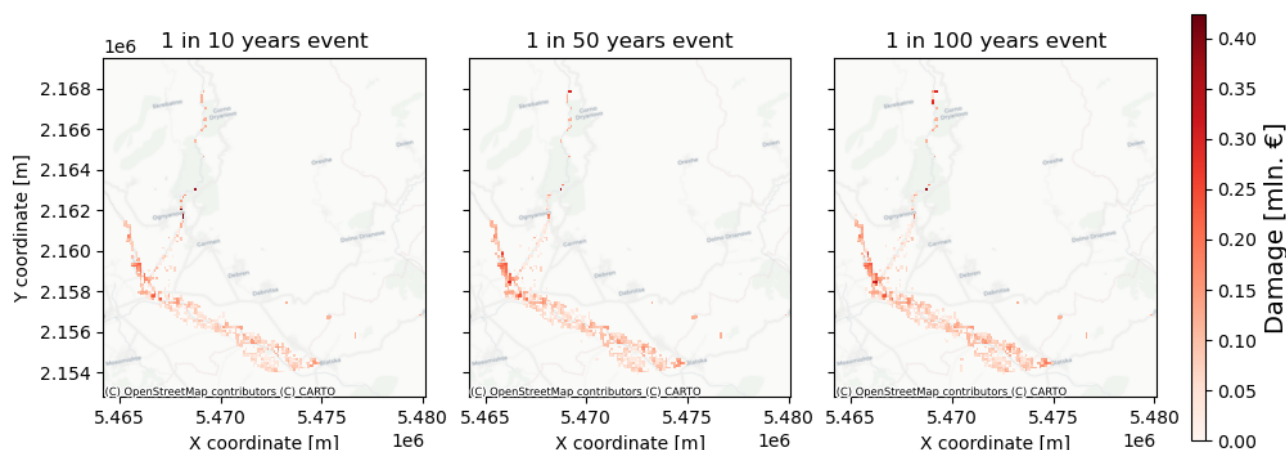 1 in 10 years event
1 in 50 years event
1 in 100 years event
1e6
2.168
2.166
2.164
2.162
2.160
2.158
2.156
2.154
Y coordinate [m]
(C) OpenStreetMap contributors (C) CARTO
(C) OpenStreetMap contributors (C) CARTO
(C) OpenStreetMap contributors (C) CARTO
5.465 5.470 5.475 5.480
5.465 5.470 5.475 5.480
5.465 5.470 5.475 5.480
X coordinate [m] 1e6
X coordinate [m] 1e6
X coordinate [m] 1e6
0.40
0.35
0.30
0.25
0.20
0.15
0.10
0.05
0.00
Damage [mln. €]